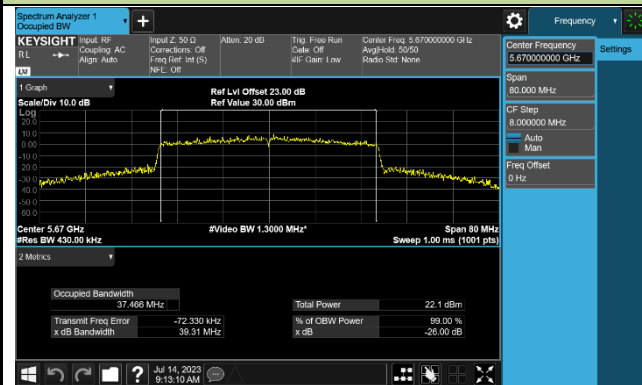 Spectrum Analyzer 1
Occupied BW
+
Frequency
KEYSIGHT
RL
LXI
Input: RF
Coupling: AC
Align: Auto
Input Z: 50 Ω
Corrections: Off
Freq Ref: Int (S)
NFE: Off
Atten: 20 dB
Trig: Free Run
Gate: Off
#IF Gain: Low
Center Freq: 5.670000000 GHz
Avg|Hold: 50/50
Radio Std: None
Center Frequency
5.670000000 GHz
Settings
Span
80.000 MHz
CF Step
8.000000 MHz
Auto
Man
Freq Offset
0 Hz
1 Graph
Scale/Div 10.0 dB
Ref Lvl Offset 23.00 dB
Ref Value 30.00 dBm
Log
20.0
10.0
0.00
-10.0
-20.0
-30.0
-40.0
-50.0
-60.0
Center 5.67 GHz
#Res BW 430.00 kHz
#Video BW 1.3000 MHz*
Span 80 MHz
Sweep 1.00 ms (1001 pts)
2 Metrics
Occupied Bandwidth
37.466 MHz
Total Power 22.1 dBm
Transmit Freq Error -72.330 kHz
% of OBW Power 99.00 %
x dB Bandwidth 39.31 MHz
x dB -26.00 dB
?
Jul 14, 2023
9:13:10 AM